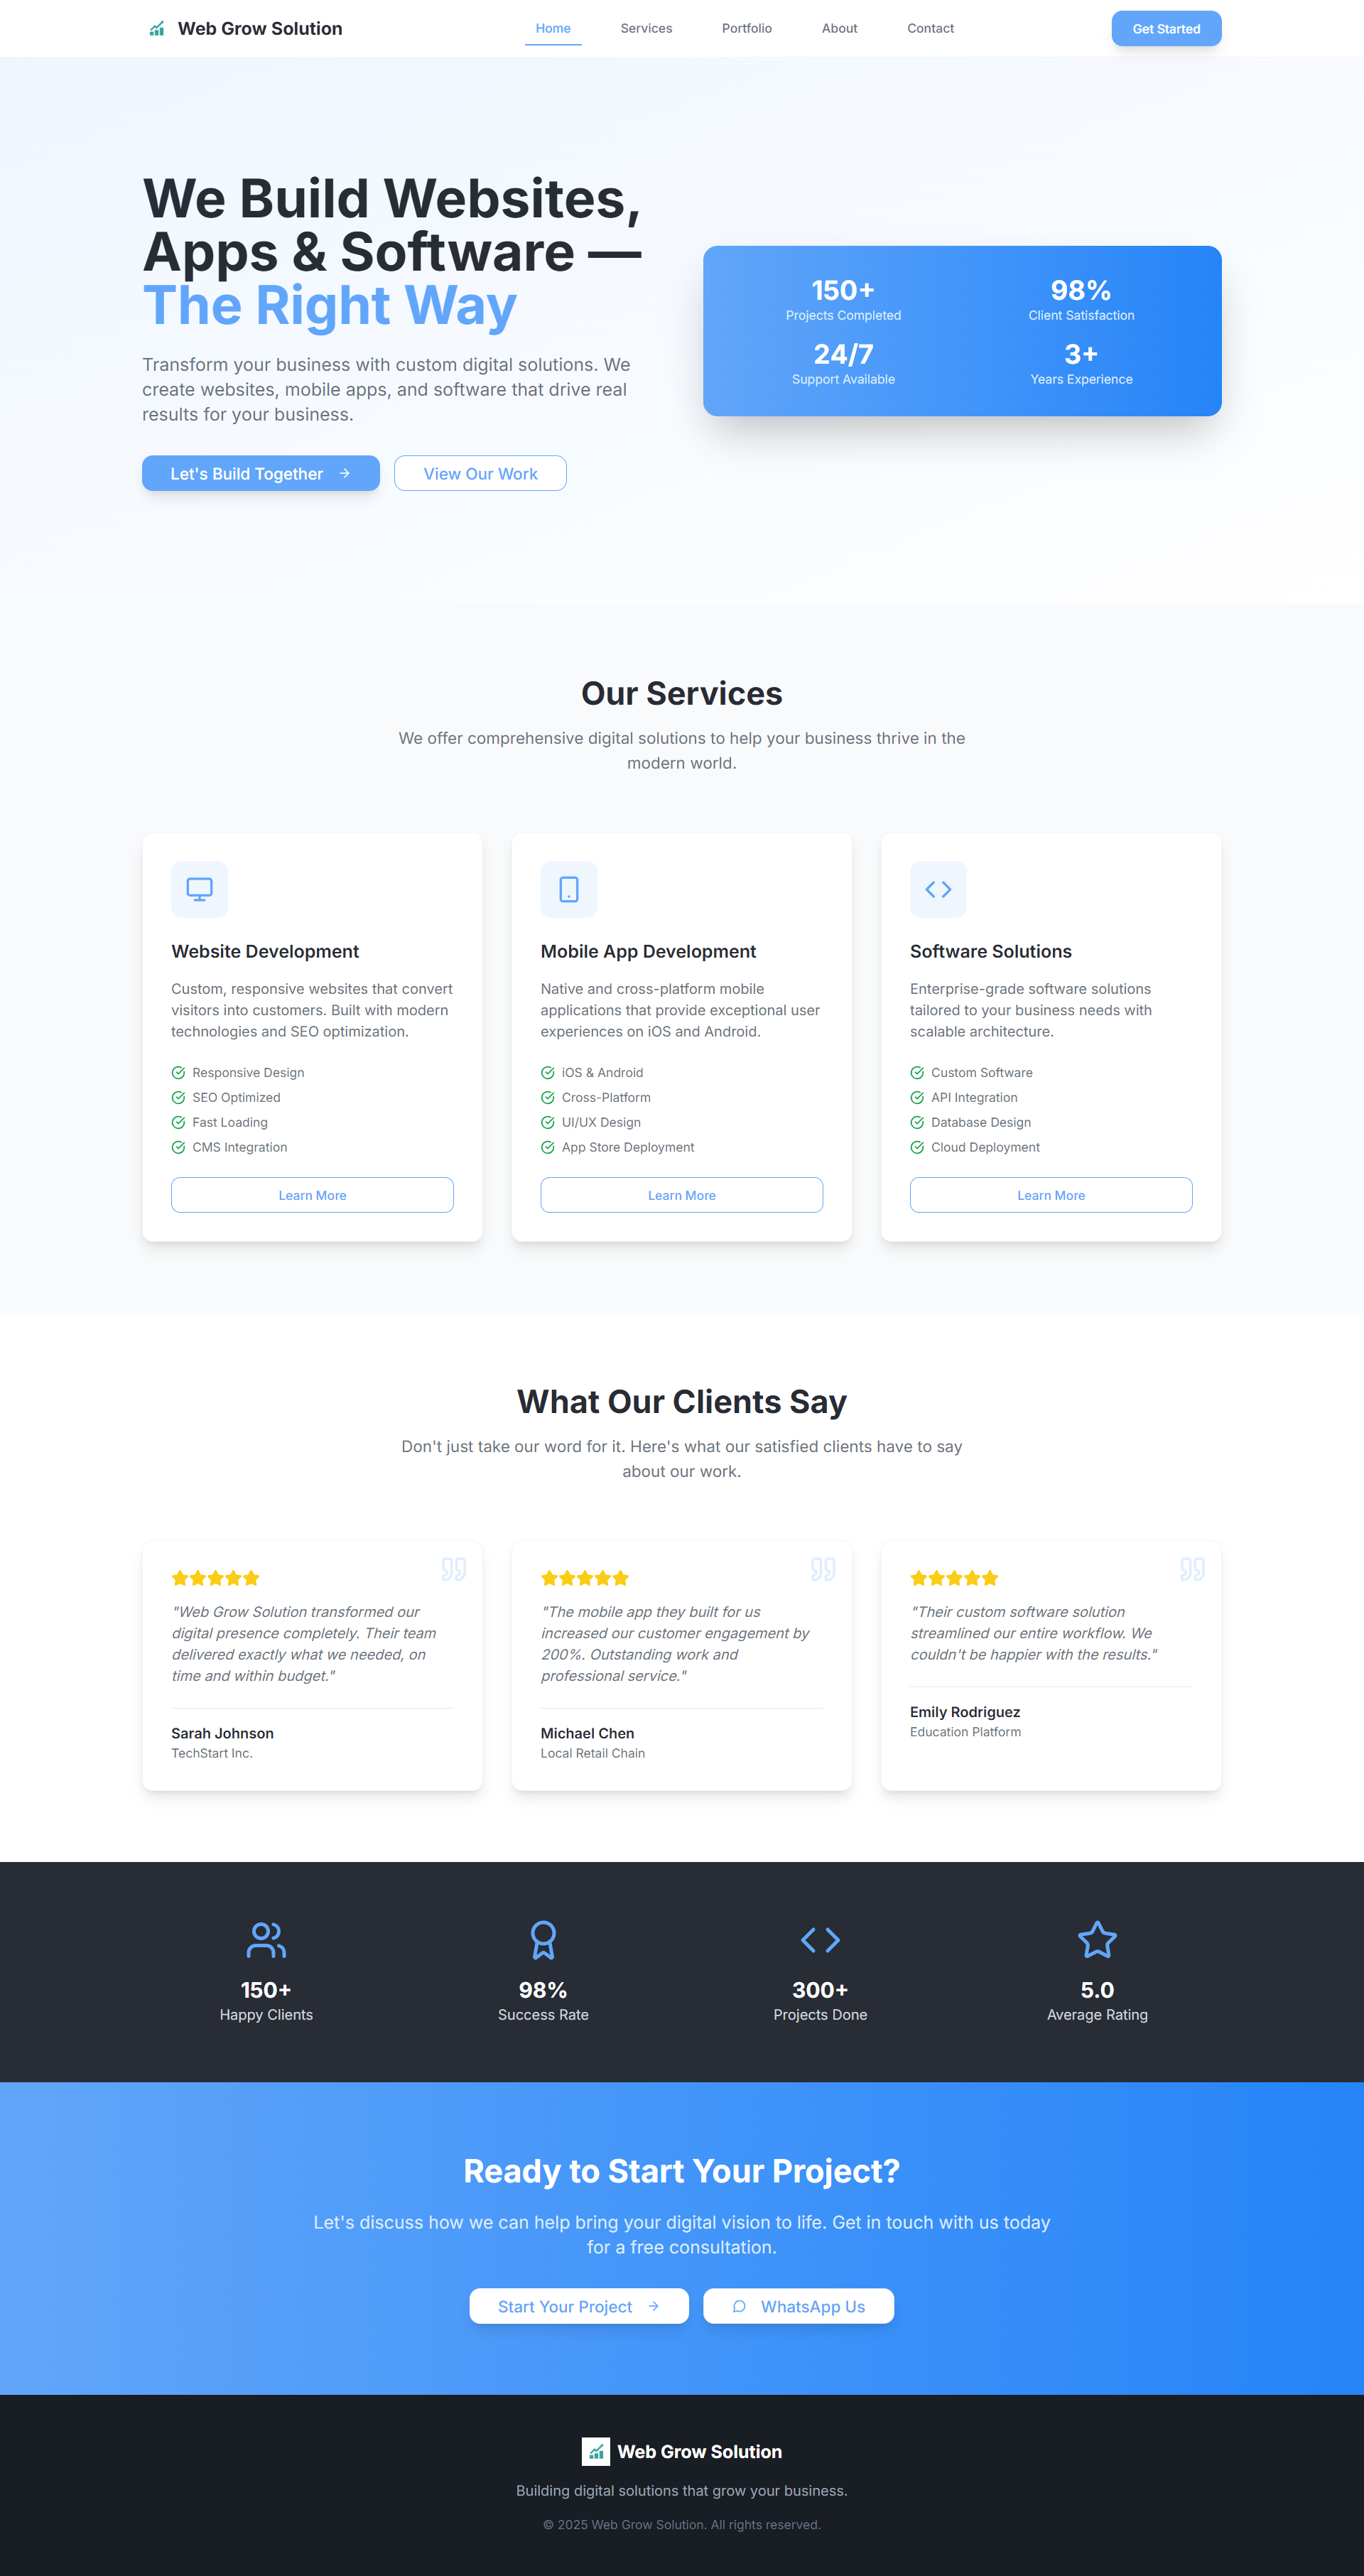 Web Grow Solution
Home
Services
Portfolio
About
Contact
Get Started
We Build Websites,
Apps & Software —
The Right Way
Transform your business with custom digital solutions. We
create websites, mobile apps, and software that drive real
results for your business.
Let's Build Together
View Our Work
150+
Projects Completed
98%
Client Satisfaction
24/7
Support Available
3+
Years Experience
Our Services
We offer comprehensive digital solutions to help your business thrive in the
modern world.
Website Development
Custom, responsive websites that convert
visitors into customers. Built with modern
technologies and SEO optimization.
Responsive Design
SEO Optimized
Fast Loading
CMS Integration
Learn More
Mobile App Development
Native and cross-platform mobile
applications that provide exceptional user
experiences on iOS and Android.
iOS & Android
Cross-Platform
UI/UX Design
App Store Deployment
Learn More
Software Solutions
Enterprise-grade software solutions
tailored to your business needs with
scalable architecture.
Custom Software
API Integration
Database Design
Cloud Deployment
Learn More
What Our Clients Say
Don't just take our word for it. Here's what our satisfied clients have to say
about our work.
"Web Grow Solution transformed our
digital presence completely. Their team
delivered exactly what we needed, on
time and within budget."
Sarah Johnson
TechStart Inc.
"The mobile app they built for us
increased our customer engagement by
200%. Outstanding work and
professional service."
Michael Chen
Local Retail Chain
"Their custom software solution
streamlined our entire workflow. We
couldn't be happier with the results."
Emily Rodriguez
Education Platform
150+
Happy Clients
98%
Success Rate
300+
Projects Done
5.0
Average Rating
Ready to Start Your Project?
Let's discuss how we can help bring your digital vision to life. Get in touch with us today
for a free consultation.
Start Your Project
WhatsApp Us
Web Grow Solution
Building digital solutions that grow your business.
© 2025 Web Grow Solution. All rights reserved.